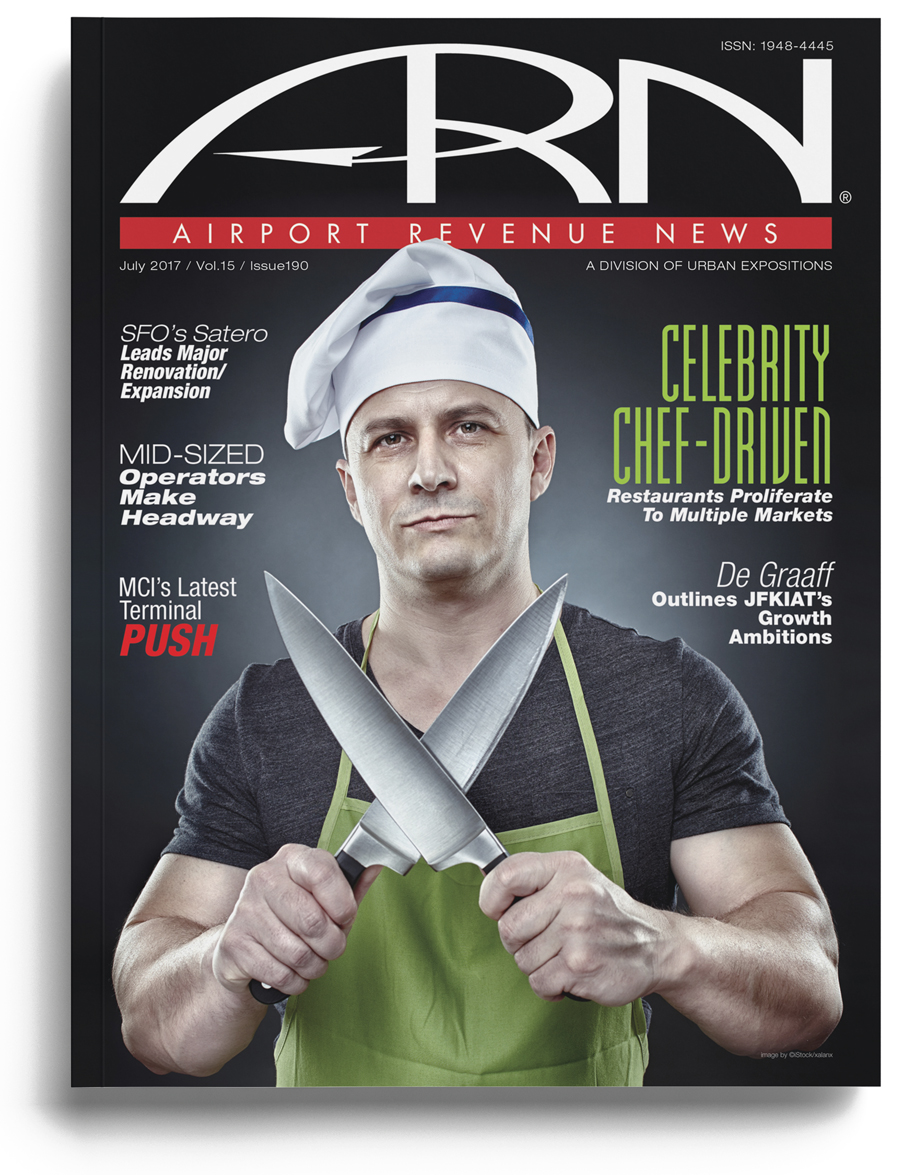 ISSN: 1948-4445
ARN
®
AIRPORT REVENUE NEWS
July 2017 / Vol.15 / Issue190
A DIVISION OF URBAN EXPOSITIONS
SFO's Satero
Leads Major
Renovation/
Expansion
MID-SIZED
Operators
Make
Headway
MCI's Latest
Terminal
PUSH
CELEBRITY
CHEF-DRIVEN
Restaurants Proliferate
To Multiple Markets
De Graaff
Outlines JFKIAT's
Growth
Ambitions
image by ©iStock/xalanx